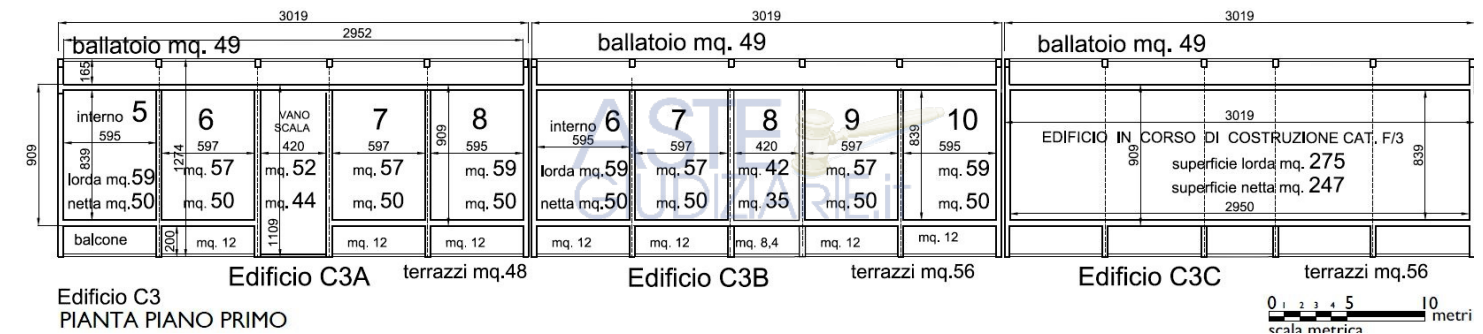 3019 3019 3019
2952
ballatoio mq. 49 ballatoio mq. 49 ballatoio mq. 49
165
interno 5 6 VANO SCALA 7 8
595 597 420 597 595
909 839 1274 909
lorda mq.59 mq. 57 mq. 52 mq. 57 mq. 59
netta mq.50 mq. 50 mq. 44 mq. 50 mq. 50
balcone 200 mq. 12 1109 mq. 12 mq. 12
interno 6 7 8 9 10
595 597 420 597 595
839
lorda mq.59 mq. 57 mq. 42 mq. 57 mq. 59
netta mq.50 mq. 50 mq. 35 mq. 50 mq. 50
mq. 12 mq. 12 mq. 8,4 mq. 12 mq. 12
3019
EDIFICIO IN CORSO DI COSTRUZIONE CAT. F/3
909 839
superficie lorda mq. 275
superficie netta mq. 247
2950
ASTE
GIUDIZIARIE.it
Edificio C3A terrazzi mq.48 Edificio C3B terrazzi mq.56 Edificio C3C terrazzi mq.56
Edificio C3
PIANTA PIANO PRIMO
0 1 2 3 4 5 10 metri
scala metrica